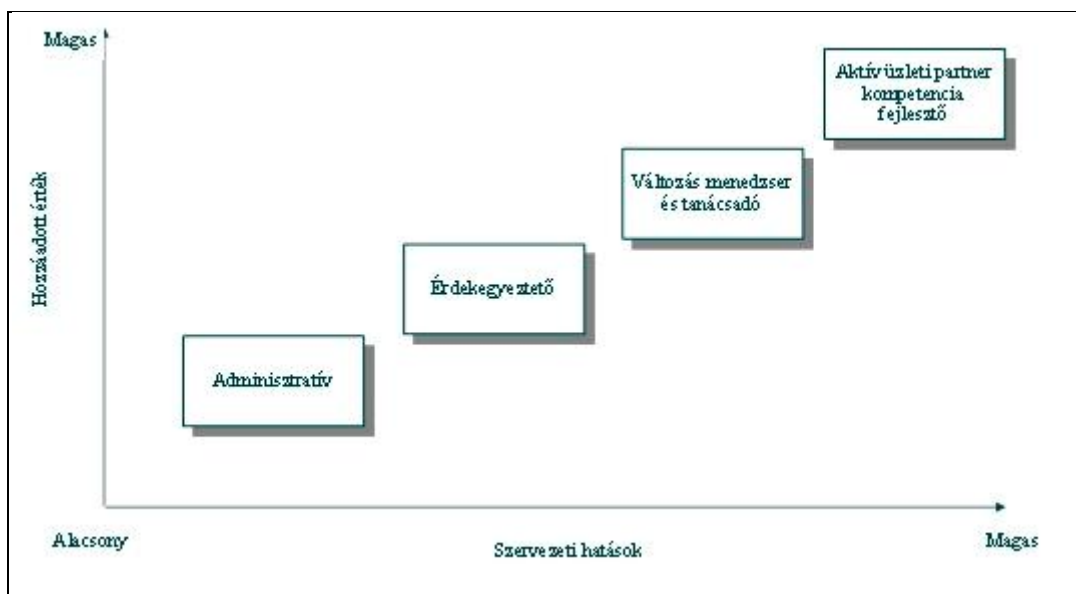 Magas
Aktív üzleti partner
kompetencia
fejlesztő
Változás menedzser
és tanácsadó
Hozzáadott érték
Érdekegyeztető
Adminisztratív
Alacsony
Szervezeti hatások
Magas